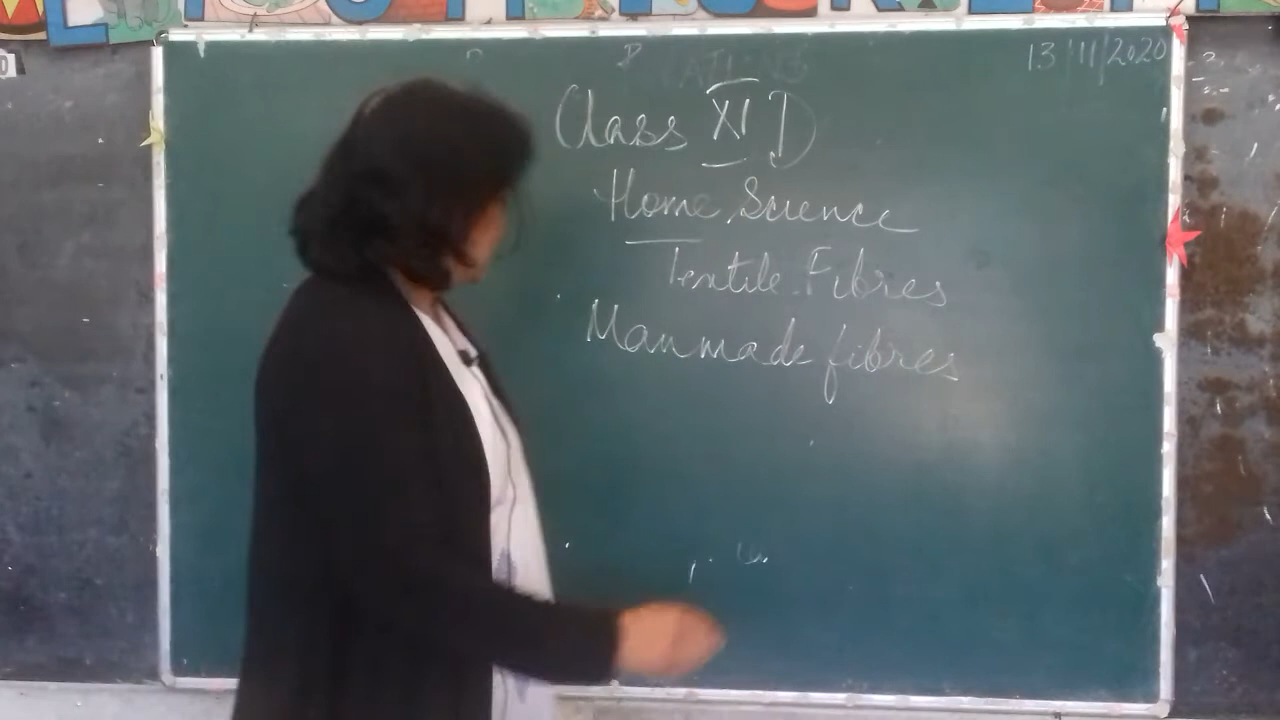 13/11/2020
Class XI D
Home Science
Textile Fibres
Manmade fibres